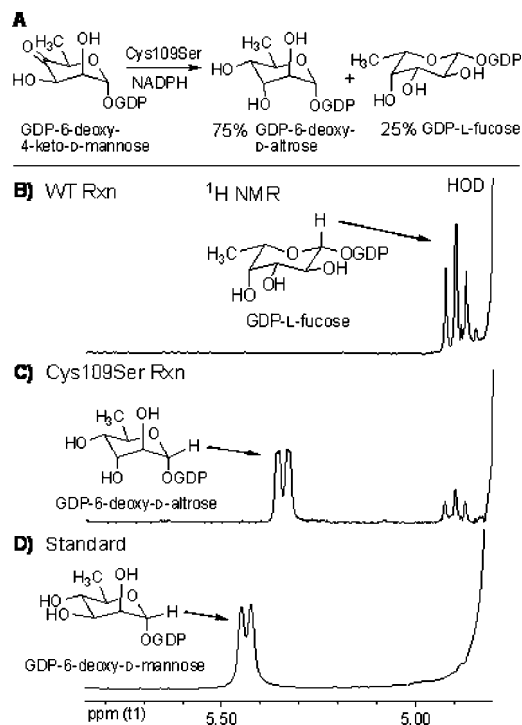 A
H₃C
OH
O
O
HO
OGDP
Cys109Ser
NADPH
H₃C
OH
HO
O
HO
OGDP
+
H₃C
O
OGDP
OH
OH
HO
GDP-6-deoxy-
4-keto-D-mannose
75% GDP-6-deoxy-
D-altrose
25% GDP-L-fucose
B) WT Rxn
¹H NMR
HOD
H
H₃C
O
OGDP
OH
OH
HO
GDP-L-fucose
C) Cys109Ser Rxn
OH
H₃C
HO
O
H
HO
OGDP
GDP-6-deoxy-D-altrose
D) Standard
OH
H₃C
HO
HO
O
H
OGDP
GDP-6-deoxy-D-mannose
ppm (t1)
5.50
5.00